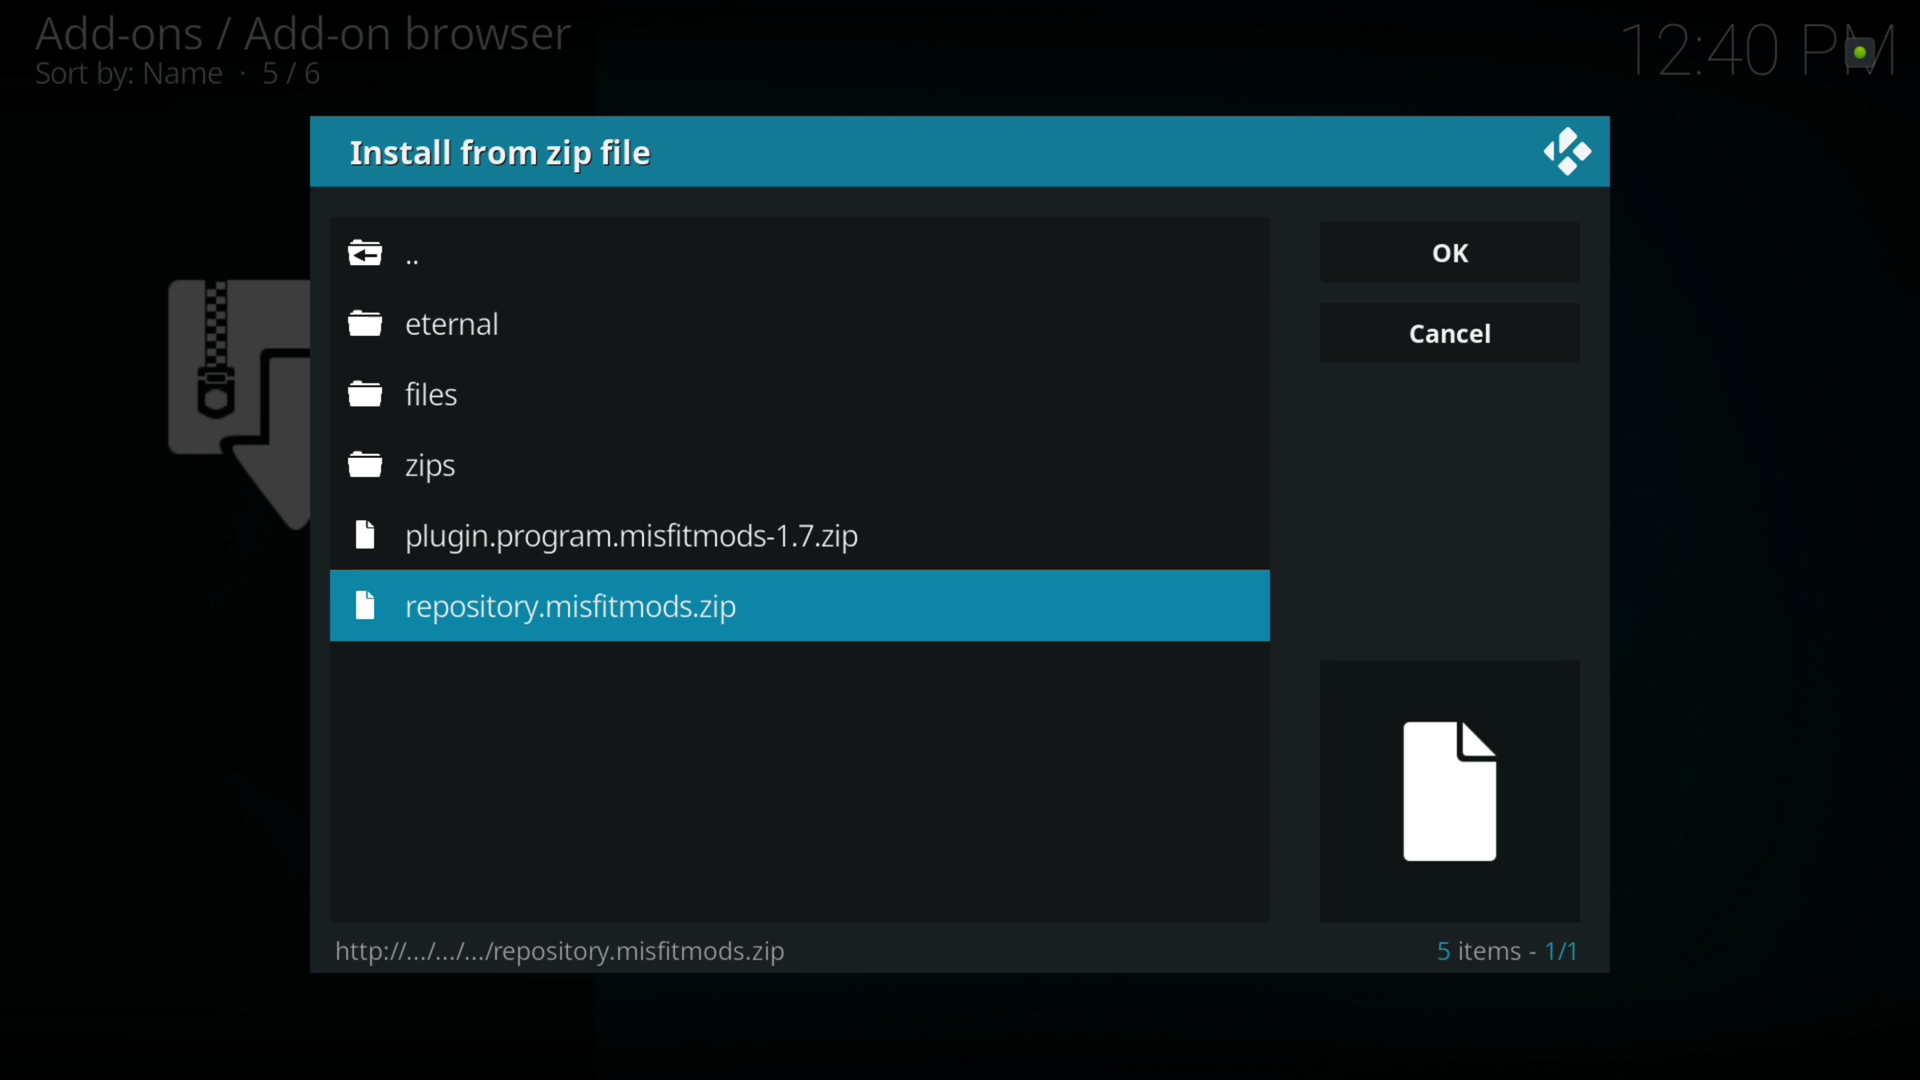 Add-ons / Add-on browser
Sort by: Name · 5 / 6
12:40 PM
Install from zip file
..
eternal
files
zips
plugin.program.misfitmods-1.7.zip
repository.misfitmods.zip
OK
Cancel
http://.../.../.../repository.misfitmods.zip
5 items - 1/1